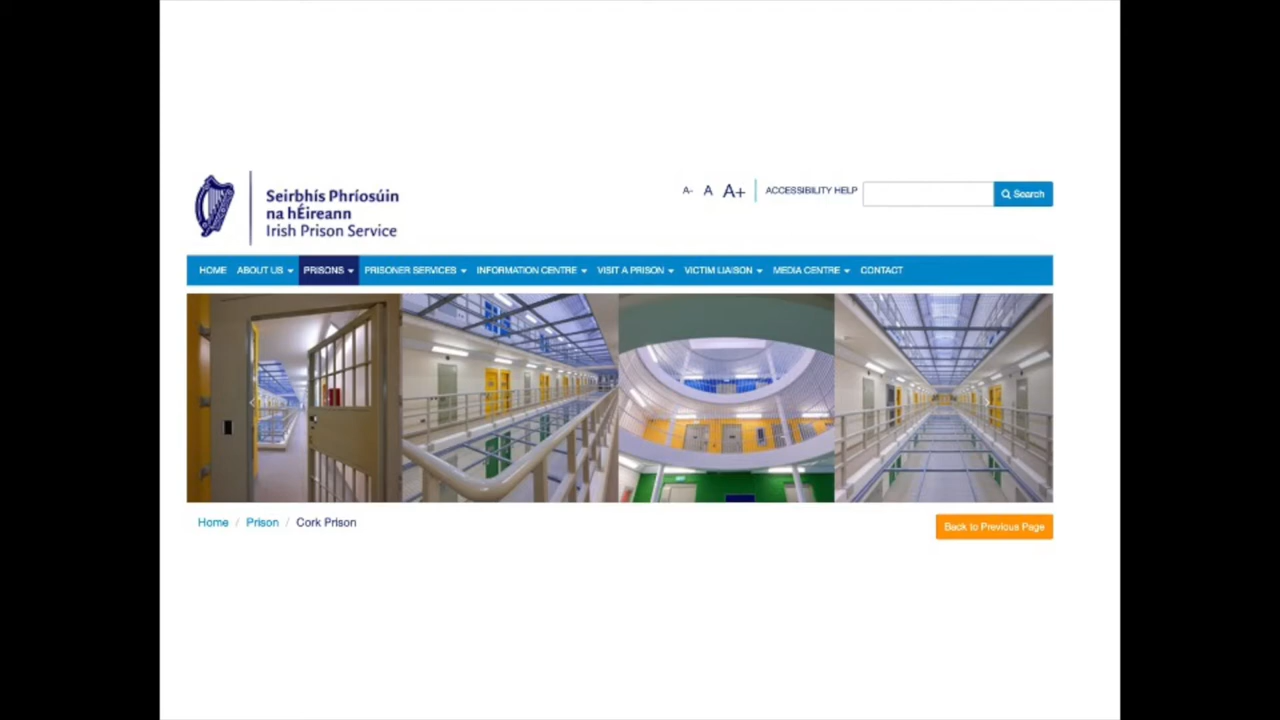 Seirbhís Phríosúin
na hÉireann
Irish Prison Service
A- A A+ ACCESSIBILITY HELP Search
HOME ABOUT US PRISONS PRISONER SERVICES INFORMATION CENTRE VISIT A PRISON VICTIM LIAISON MEDIA CENTRE CONTACT
Home / Prison / Cork Prison
Back to Previous Page